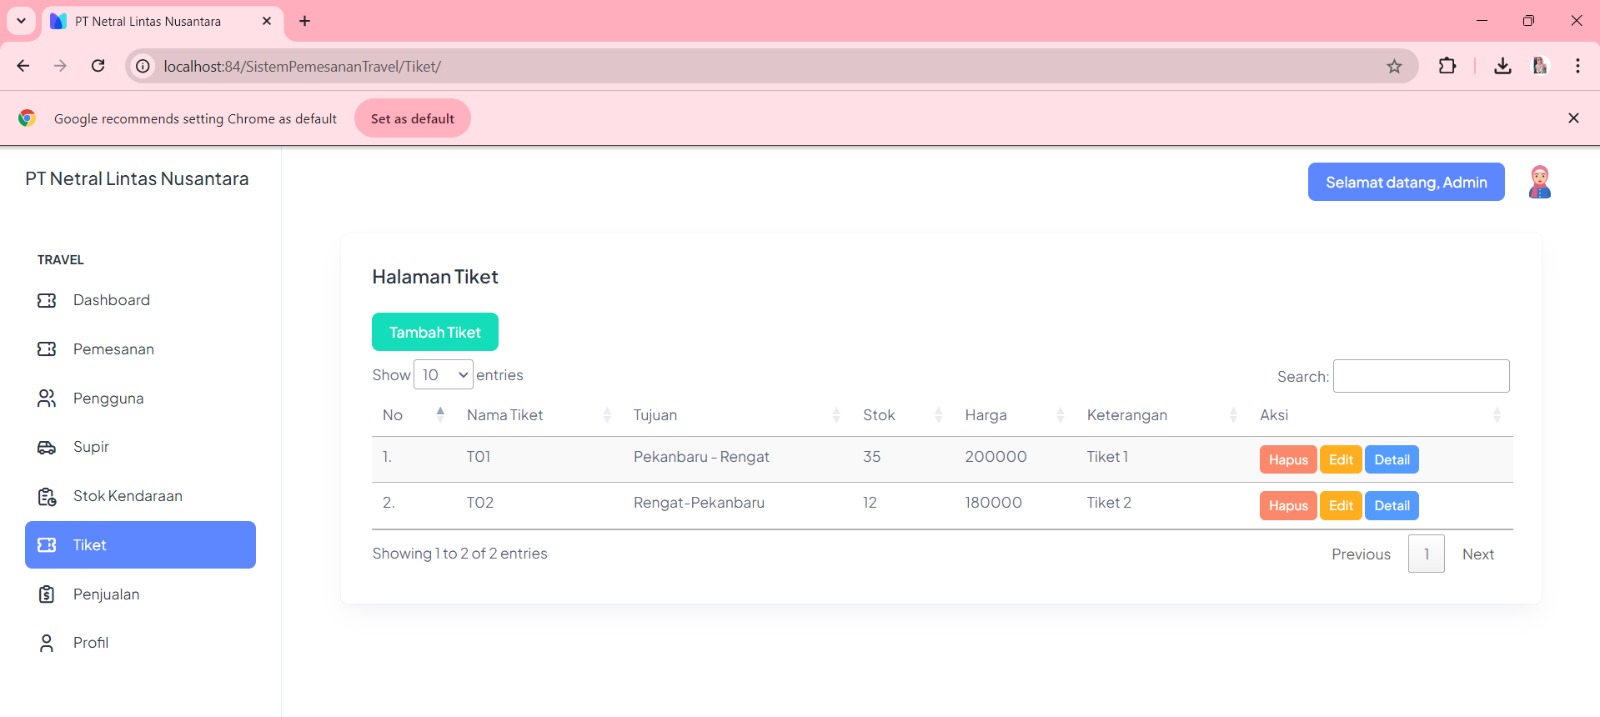 PT Netral Lintas Nusantara
localhost:84/SistemPemesananTravel/Tiket/
Google recommends setting Chrome as default
Set as default
PT Netral Lintas Nusantara
Selamat datang, Admin
TRAVEL
Dashboard
Pemesanan
Pengguna
Supir
Stok Kendaraan
Tiket
Penjualan
Profil
Halaman Tiket
Tambah Tiket
Show 10 entries
Search:
No Nama Tiket Tujuan Stok Harga Keterangan Aksi
1. T01 Pekanbaru - Rengat 35 200000 Tiket 1 Hapus Edit Detail
2. T02 Rengat-Pekanbaru 12 180000 Tiket 2 Hapus Edit Detail
Showing 1 to 2 of 2 entries
Previous 1 Next